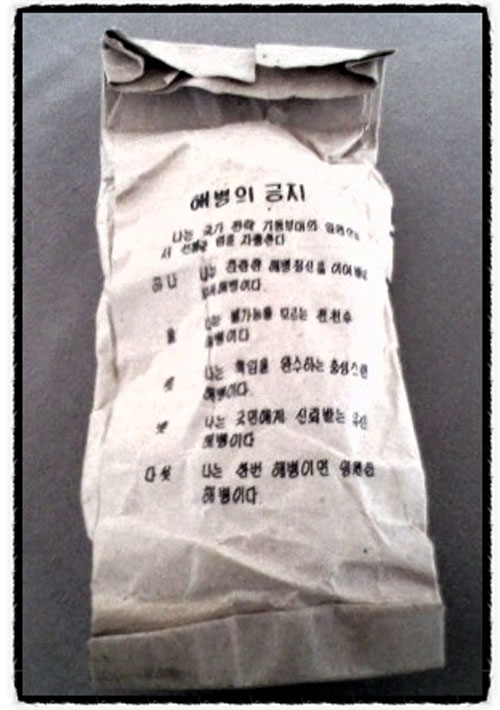 해병의 긍지
나는 국가 전략 기동부대의 일원으로
서 선봉군 임을 자랑한다
하나 나는 찬란한 해병정신을 이어받은
해병이다.
둘 나는 불가능을 모르는 전천후
해병이다
셋 나는 책임을 완수하는 충성스런
해병이다.
넷 나는 국민에게 신뢰받는 정예
해병이다
다섯 나는 한번 해병이면 영원한
해병이다